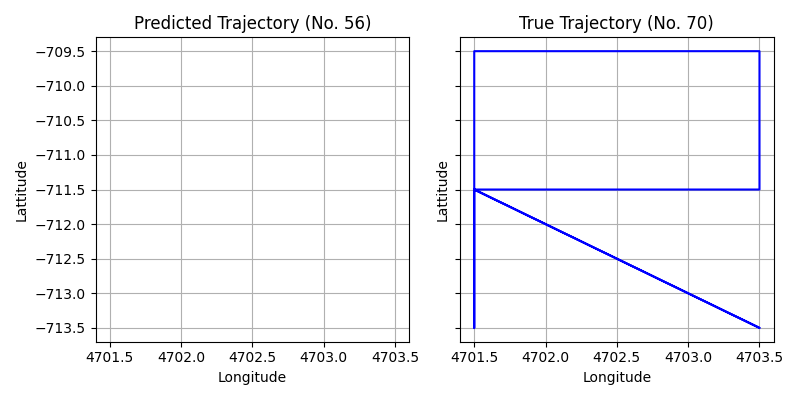 Predicted Trajectory (No. 56)
True Trajectory (No. 70)
Lattitude
−709.5
−710.0
−710.5
−711.0
−711.5
−712.0
−712.5
−713.0
−713.5
4701.5 4702.0 4702.5 4703.0 4703.5
Longitude
Lattitude
4701.5 4702.0 4702.5 4703.0 4703.5
Longitude